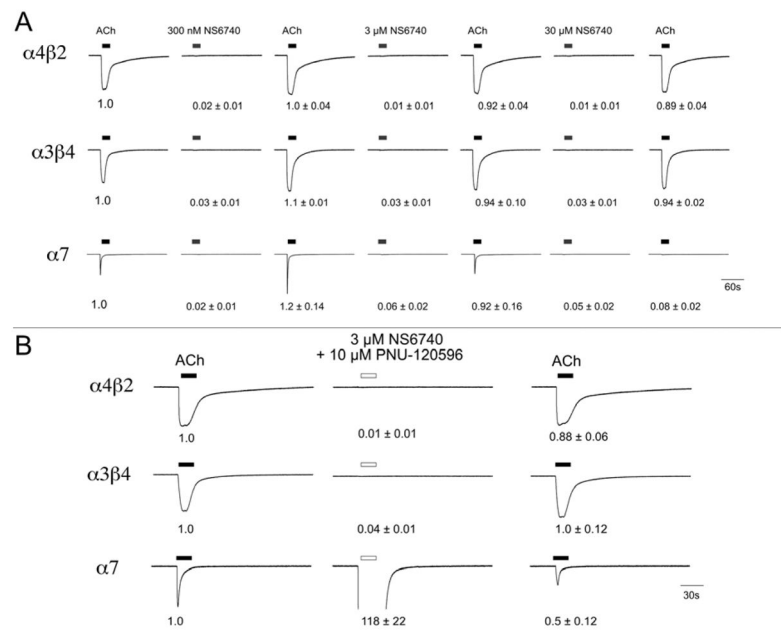 A
ACh 300 nM NS6740 ACh 3 µM NS6740 ACh 30 µM NS6740 ACh
α4β2
1.0 0.02 ± 0.01 1.0 ± 0.04 0.01 ± 0.01 0.92 ± 0.04 0.01 ± 0.01 0.89 ± 0.04
α3β4
1.0 0.03 ± 0.01 1.1 ± 0.01 0.03 ± 0.01 0.94 ± 0.10 0.03 ± 0.01 0.94 ± 0.02
α7
60s
1.0 0.02 ± 0.01 1.2 ± 0.14 0.06 ± 0.02 0.92 ± 0.16 0.05 ± 0.02 0.08 ± 0.02
B
3 µM NS6740
+ 10 µM PNU-120596
ACh ACh
α4β2
1.0 0.01 ± 0.01 0.88 ± 0.06
α3β4
1.0 0.04 ± 0.01 1.0 ± 0.12
α7
30s
1.0 118 ± 22 0.5 ± 0.12